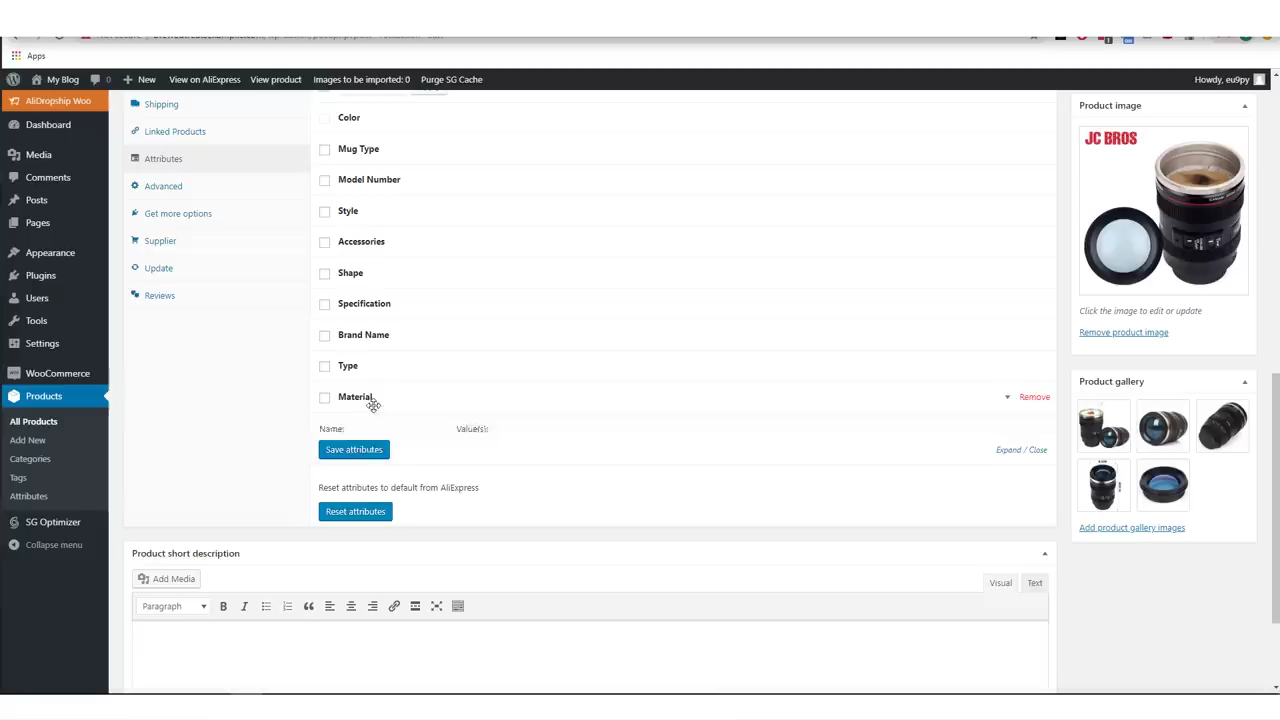 Apps
My Blog 0 New View on AliExpress View product Images to be imported: 0 Purge SG Cache Howdy, eu9py
AliDropship Woo
Dashboard
Media
Comments
Posts
Pages
Appearance
Plugins
Users
Tools
Settings
WooCommerce
Products
All Products
Add New
Categories
Tags
Attributes
SG Optimizer
Collapse menu
Shipping
Linked Products
Attributes
Advanced
Get more options
Supplier
Update
Reviews
Color
Mug Type
Model Number
Style
Accessories
Shape
Specification
Brand Name
Type
Material Remove
Name: Value(s):
Save attributes Expand / Close
Reset attributes to default from AliExpress
Reset attributes
Product short description
Add Media Visual Text
Paragraph B I
Product image
JC BROS
Click the image to edit or update
Remove product image
Product gallery
Add product gallery images